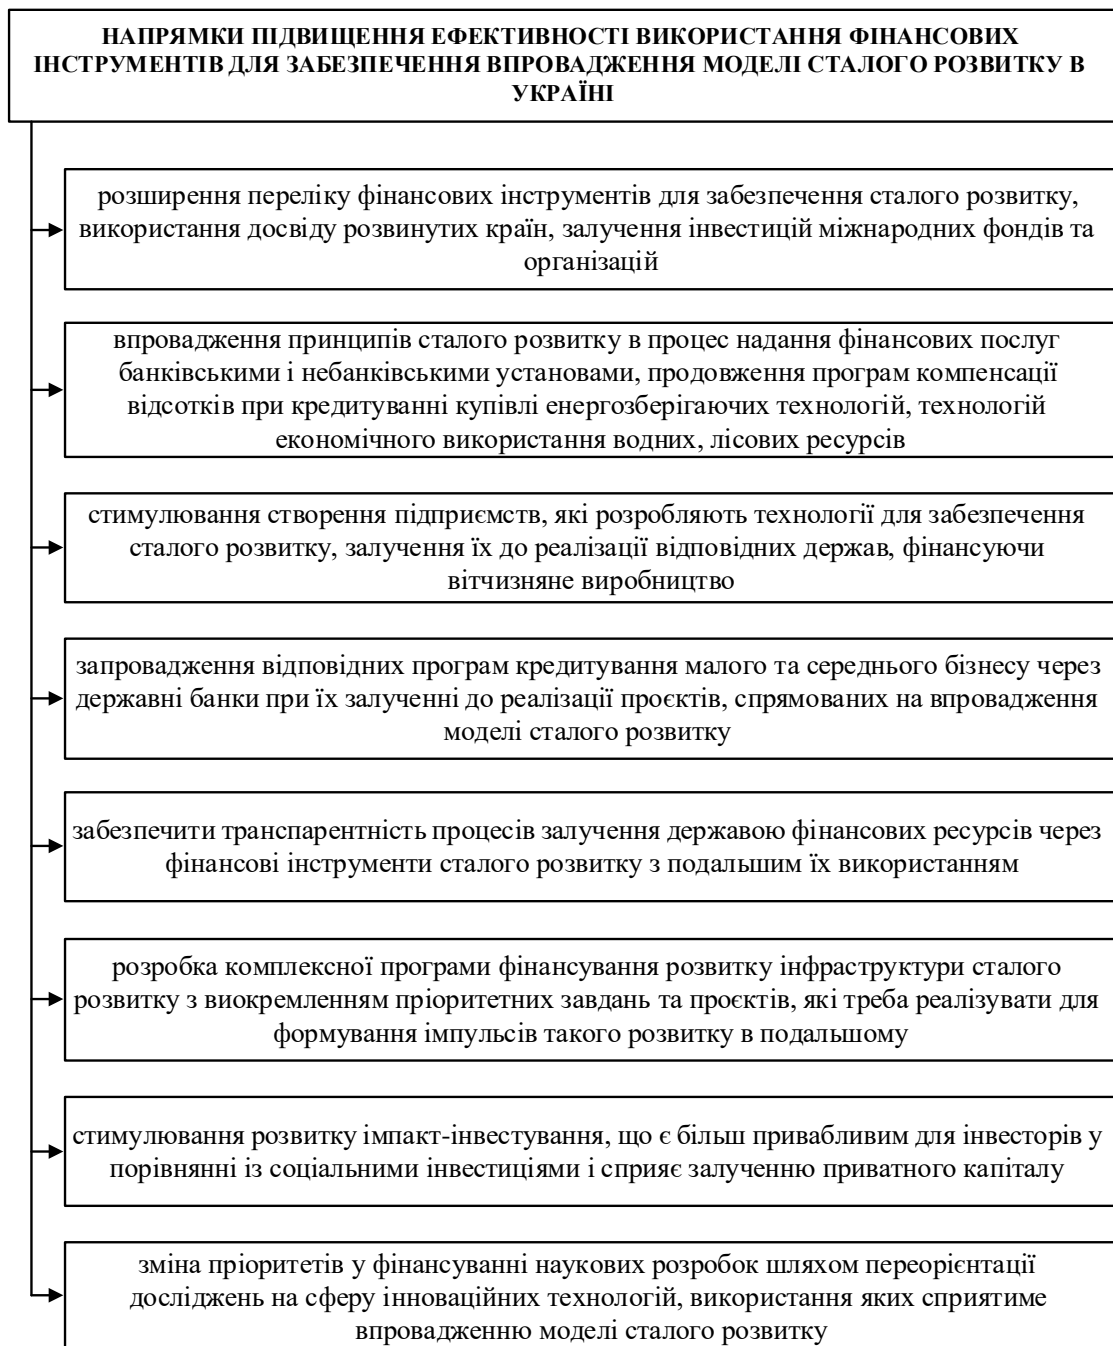 НАПРЯМКИ ПІДВИЩЕННЯ ЕФЕКТИВНОСТІ ВИКОРИСТАННЯ ФІНАНСОВИХ
ІНСТРУМЕНТІВ ДЛЯ ЗАБЕЗПЕЧЕННЯ ВПРОВАДЖЕННЯ МОДЕЛІ СТАЛОГО РОЗВИТКУ В
УКРАЇНІ
розширення переліку фінансових інструментів для забезпечення сталого розвитку,
використання досвіду розвинутих країн, залучення інвестицій міжнародних фондів та
організацій
впровадження принципів сталого розвитку в процес надання фінансових послуг
банківськими і небанківськими установами, продовження програм компенсації
відсотків при кредитуванні купівлі енергозберігаючих технологій, технологій
економічного використання водних, лісових ресурсів
стимулювання створення підприємств, які розробляють технології для забезпечення
сталого розвитку, залучення їх до реалізації відповідних держав, фінансуючи
вітчизняне виробництво
запровадження відповідних програм кредитування малого та середнього бізнесу через
державні банки при їх залученні до реалізації проєктів, спрямованих на впровадження
моделі сталого розвитку
забезпечити транспарентність процесів залучення державою фінансових ресурсів через
фінансові інструменти сталого розвитку з подальшим їх використанням
розробка комплексної програми фінансування розвитку інфраструктури сталого
розвитку з виокремленням пріоритетних завдань та проєктів, які треба реалізувати для
формування імпульсів такого розвитку в подальшому
стимулювання розвитку імпакт-інвестування, що є більш привабливим для інвесторів у
порівнянні із соціальними інвестиціями і сприяє залученню приватного капіталу
зміна пріоритетів у фінансуванні наукових розробок шляхом переорієнтації
досліджень на сферу інноваційних технологій, використання яких сприятиме
впровадженню моделі сталого розвитку